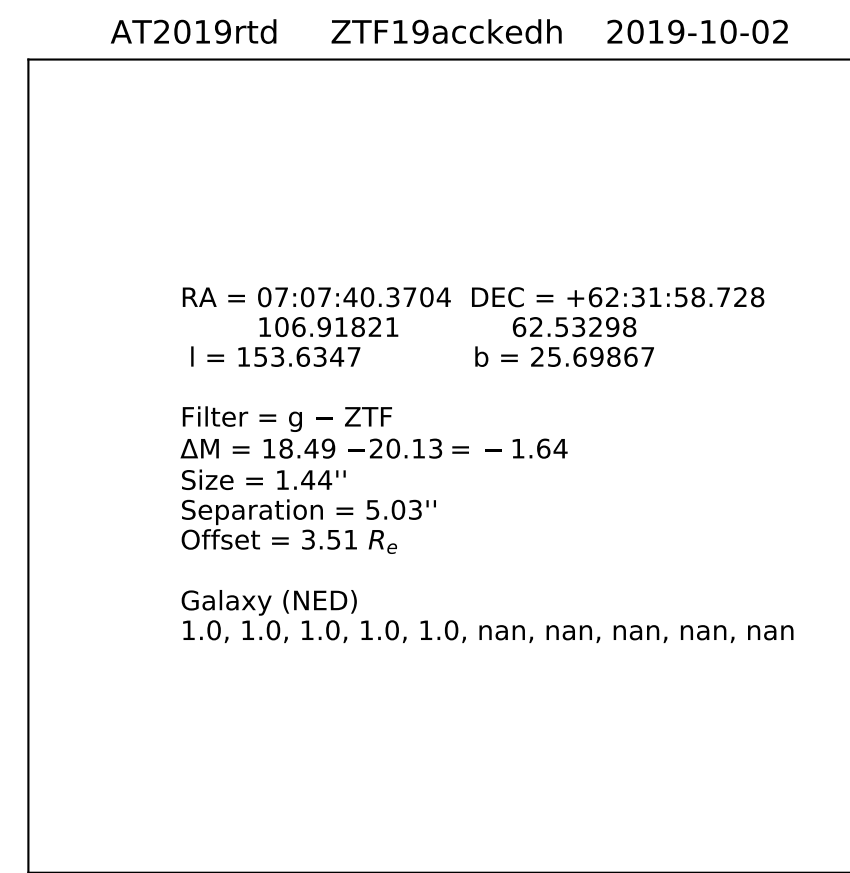 AT2019rtd ZTF19acckedh 2019-10-02
RA = 07:07:40.3704 DEC = +62:31:58.728
106.91821 62.53298
l = 153.6347 b = 25.69867
Filter = g − ZTF
ΔM = 18.49 −20.13 = − 1.64
Size = 1.44''
Separation = 5.03''
Offset = 3.51 Re
Galaxy (NED)
1.0, 1.0, 1.0, 1.0, 1.0, nan, nan, nan, nan, nan